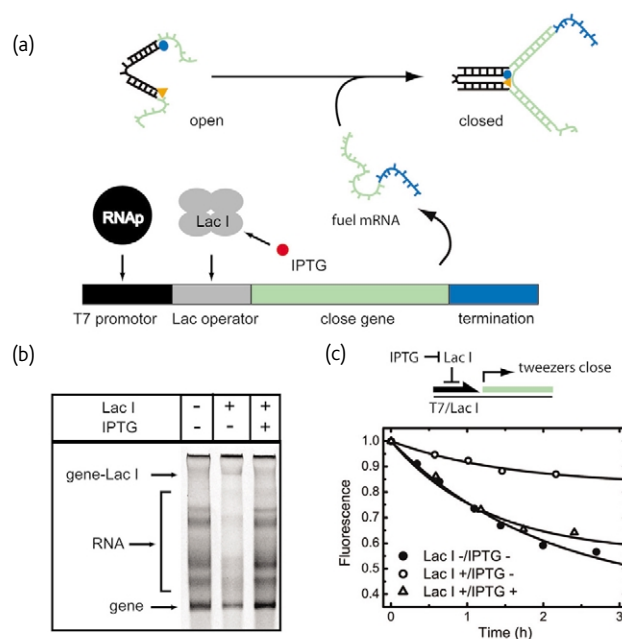 (a)
open
closed
RNAp
Lac I
IPTG
fuel mRNA
T7 promotor
Lac operator
close gene
termination
(b)
Lac I - + +
IPTG - - +
gene-Lac I
RNA
gene
(c)
IPTG Lac I
tweezers close
T7/Lac I
Fluorescence
1.0
0.9
0.8
0.7
0.6
0.5
0.4
Lac I -/IPTG -
Lac I +/IPTG -
Lac I +/IPTG +
0 1 2 3
Time (h)